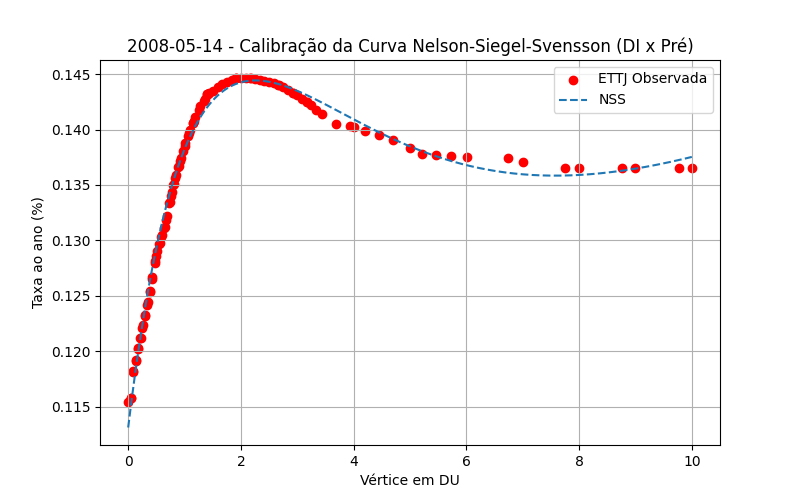 2008-05-14 - Calibração da Curva Nelson-Siegel-Svensson (DI x Pré)
ETTJ Observada
NSS
Taxa ao ano (%)
0.145
0.140
0.135
0.130
0.125
0.120
0.115
0 2 4 6 8 10
Vértice em DU